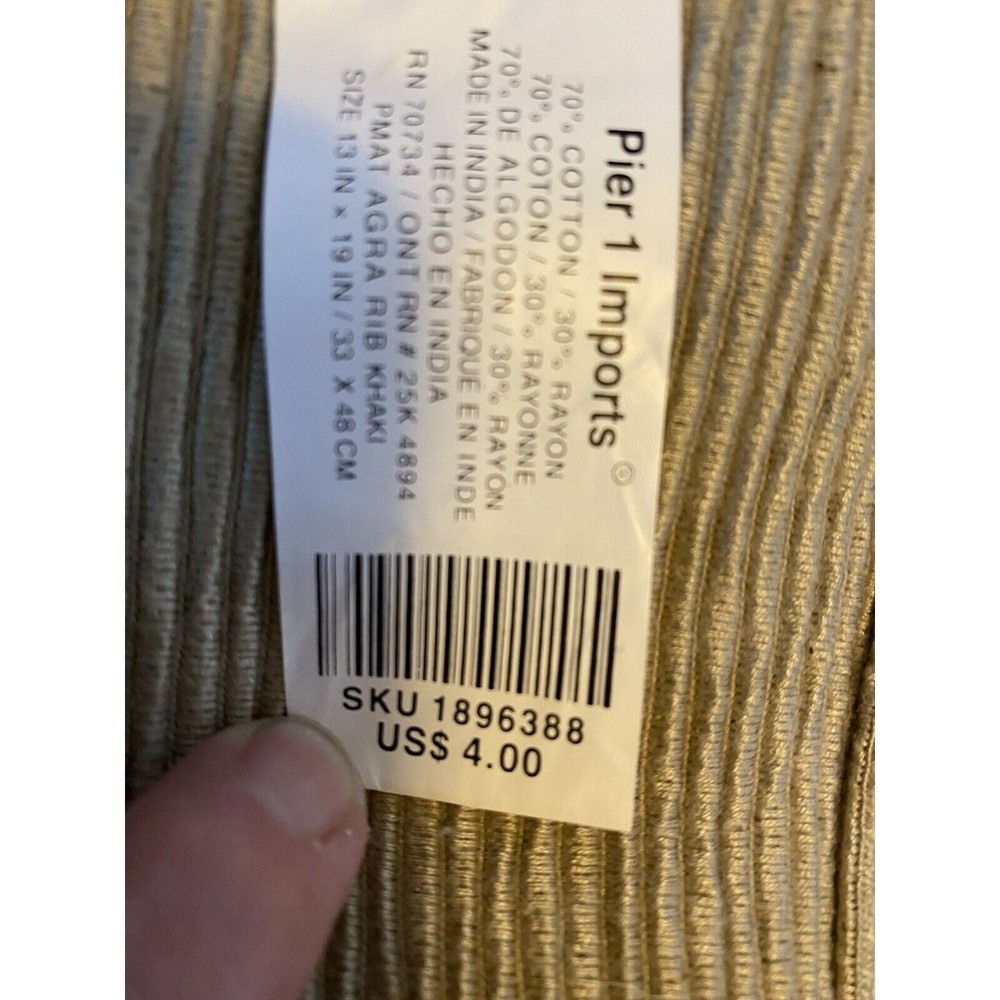 Pier 1 Imports®
70% COTTON / 30% RAYON
70% COTON / 30% RAYONNE
70% DE ALGODON / 30% RAYON
MADE IN INDIA / FABRIQUÉ EN INDE
HECHO EN INDIA
RN 70734 / ONT RN # 25K 4894
PMAT AGRA RIB KHAKI
SIZE 13 IN x 19 IN / 33 X 48 CM
SKU 1896388
US$ 4.00